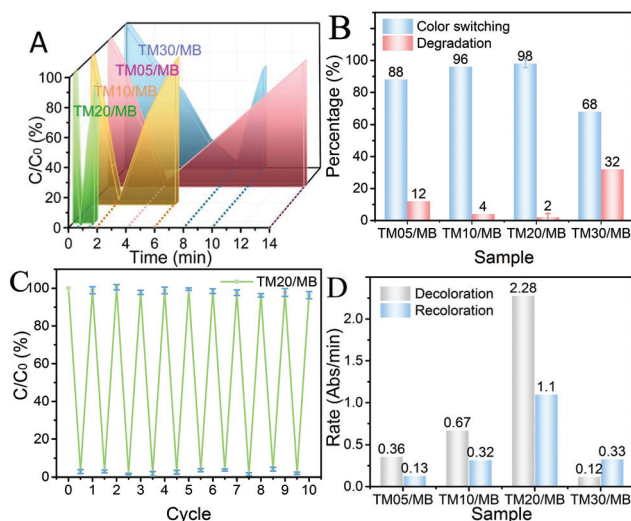 A
TM30/MB
TM05/MB
TM10/MB
TM20/MB
C/C₀ (%)
100
80
60
40
20
0
0 2 4 6 8 10 14
Time (min)
B
Color switching
Degradation
Percentage (%)
100
80
60
40
20
0
88 12 96 4 98 2 68 32
TM05/MB TM10/MB TM20/MB TM30/MB
Sample
C
TM20/MB
C/C₀ (%)
100
80
60
40
20
0
0 1 2 3 4 5 6 7 8 9 10
Cycle
D
Decoloration
Recoloration
Rate (Abs/min)
2.0
1.5
1.0
0.5
0.0
0.36 0.13 0.67 0.32 2.28 1.1 0.12 0.33
TM05/MB TM10/MB TM20/MB TM30/MB
Sample